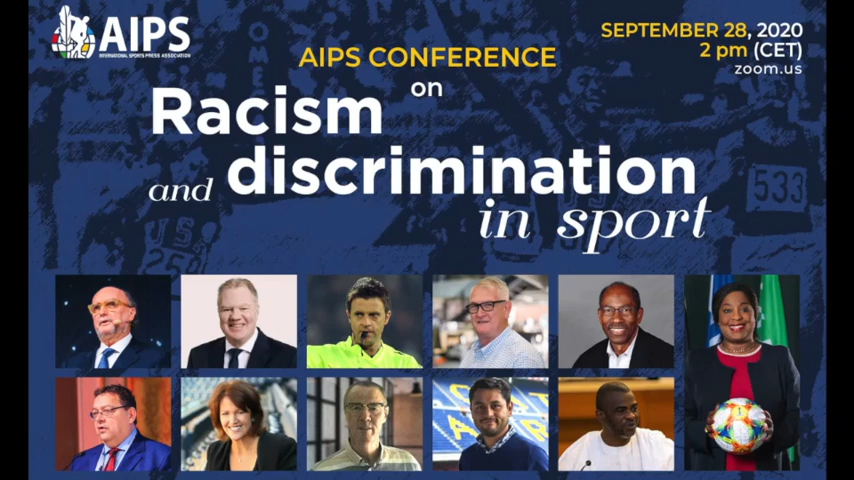 AIPS
INTERNATIONAL SPORTS PRESS ASSOCIATION
SEPTEMBER 28, 2020
2 pm (CET)
zoom.us
AIPS CONFERENCE
on
Racism
and discrimination
in sport
533